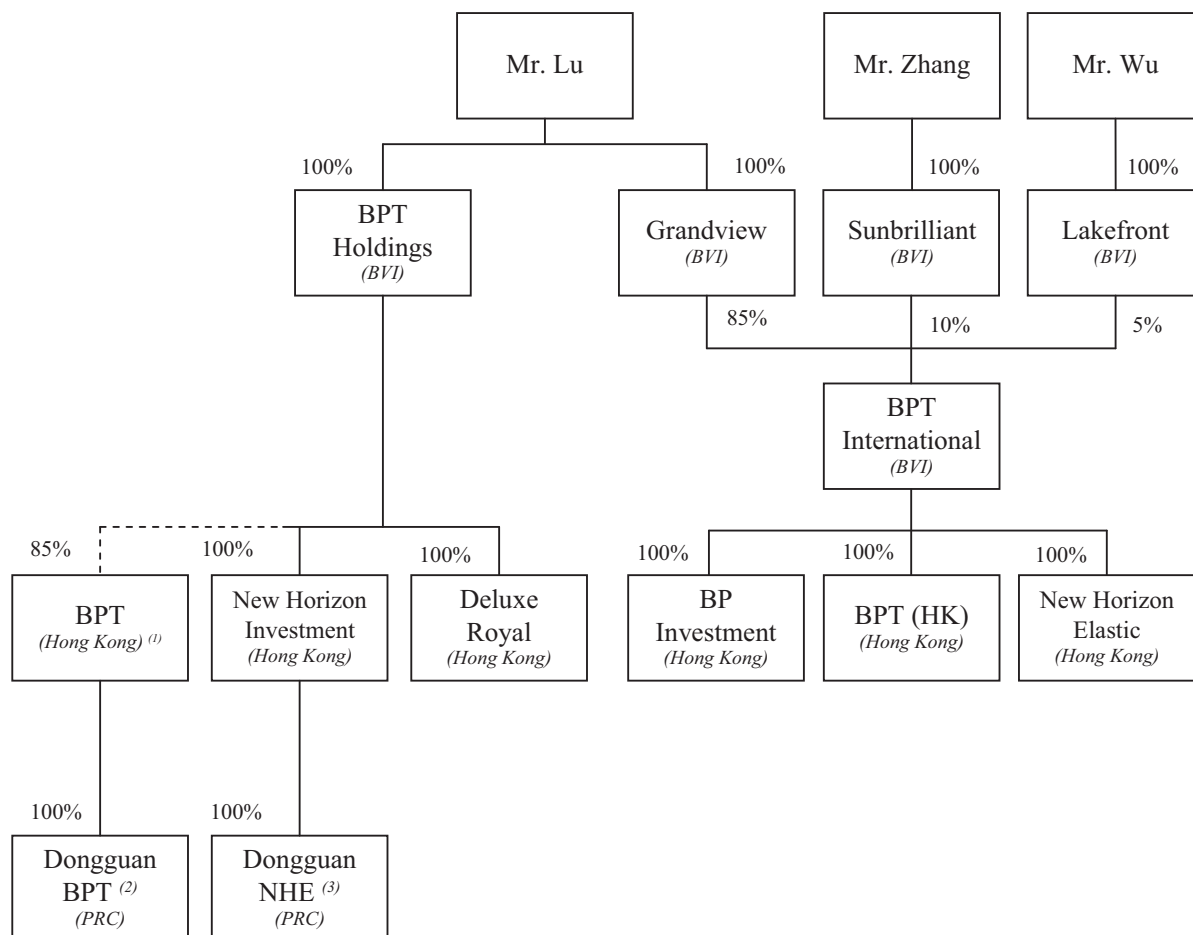 Mr. Lu
Mr. Zhang
Mr. Wu
100%
100%
100%
100%
BPT
Holdings
(BVI)
Grandview
(BVI)
Sunbrilliant
(BVI)
Lakefront
(BVI)
85%
10%
5%
BPT
International
(BVI)
85%
100%
100%
100%
100%
100%
BPT
(Hong Kong) (1)
New Horizon
Investment
(Hong Kong)
Deluxe
Royal
(Hong Kong)
BP
Investment
(Hong Kong)
BPT (HK)
(Hong Kong)
New Horizon
Elastic
(Hong Kong)
100%
100%
Dongguan
BPT (2)
(PRC)
Dongguan
NHE (3)
(PRC)